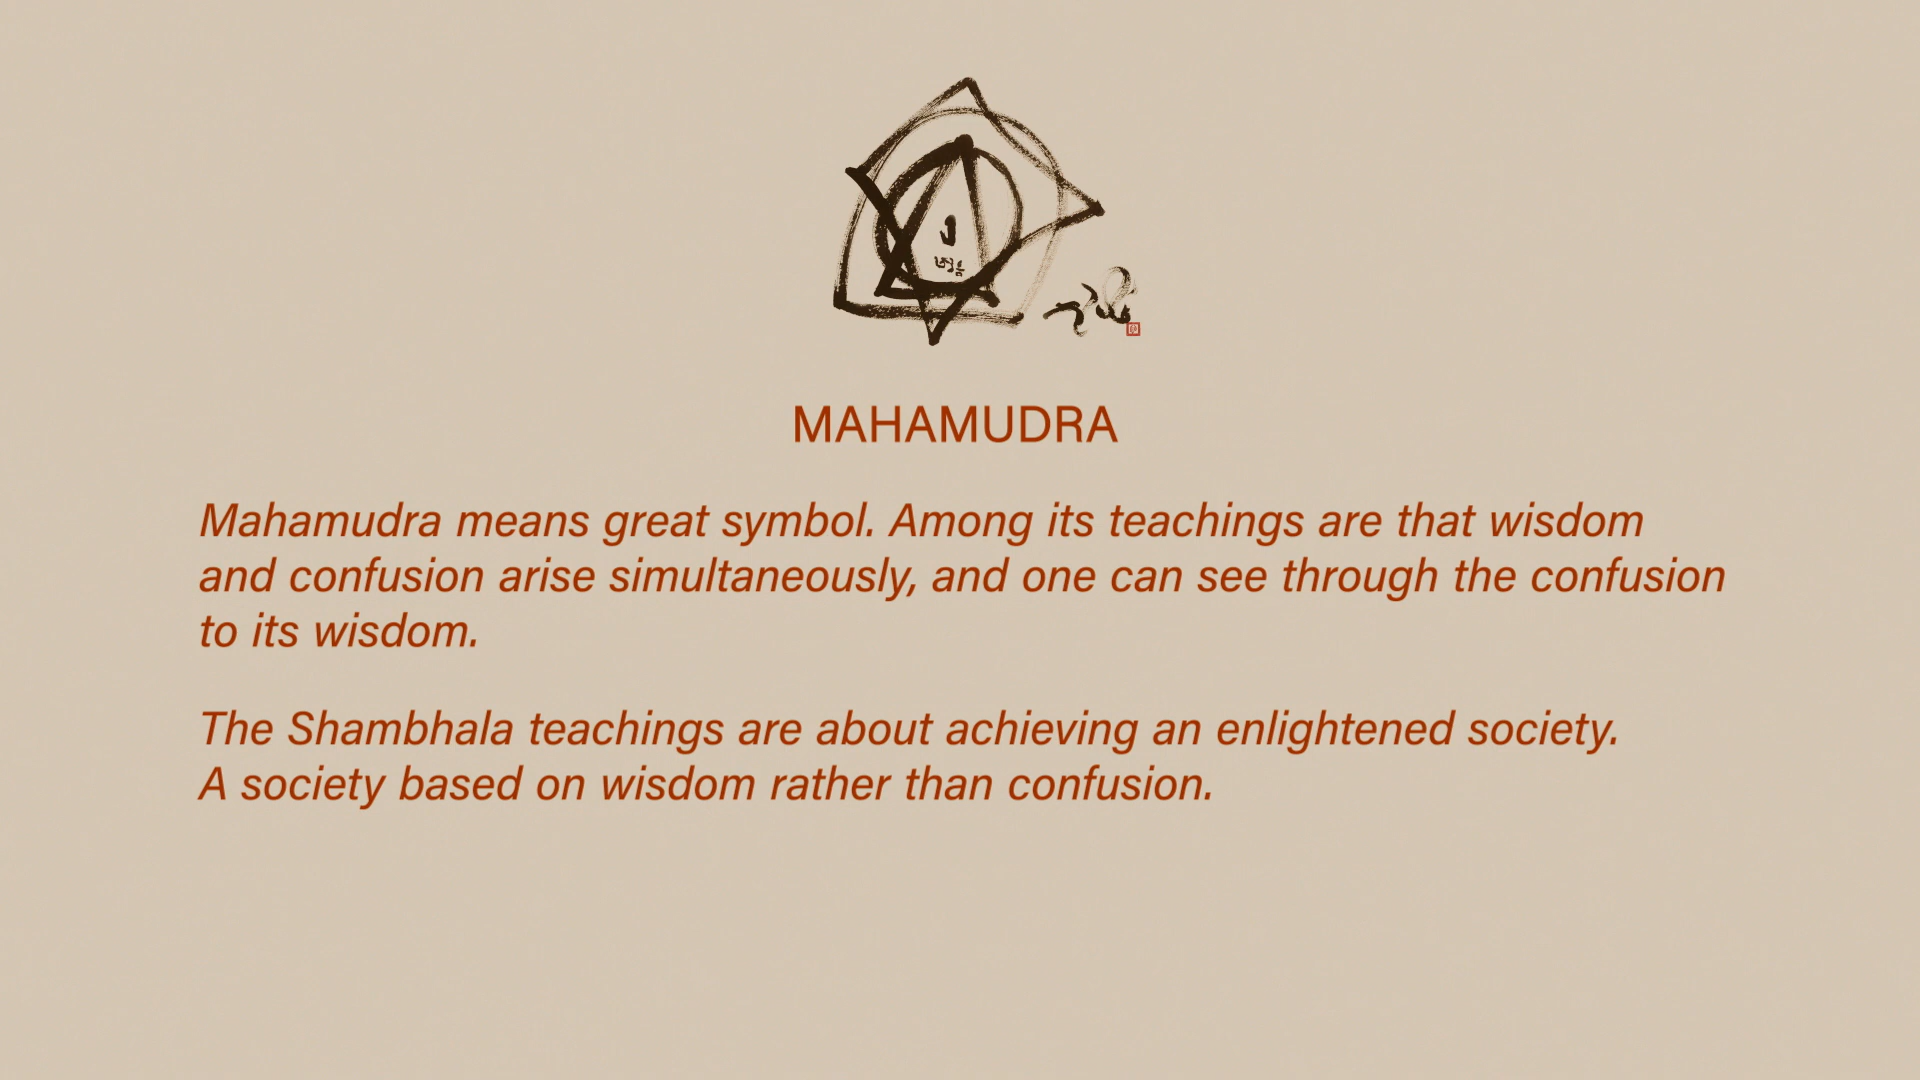 MAHAMUDRA
Mahamudra means great symbol. Among its teachings are that wisdom
and confusion arise simultaneously, and one can see through the confusion
to its wisdom.
The Shambhala teachings are about achieving an enlightened society.
A society based on wisdom rather than confusion.